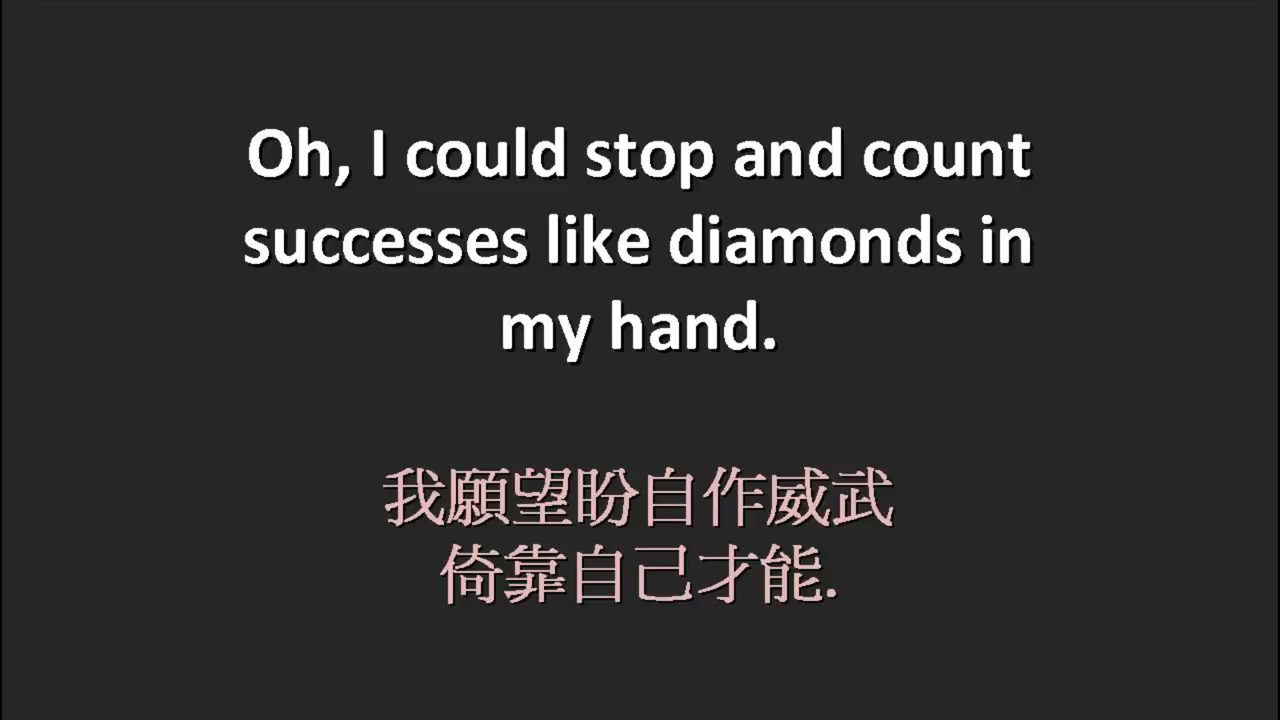 Oh, I could stop and count
successes like diamonds in
my hand.
我願望盼自作威武
倚靠自己才能.